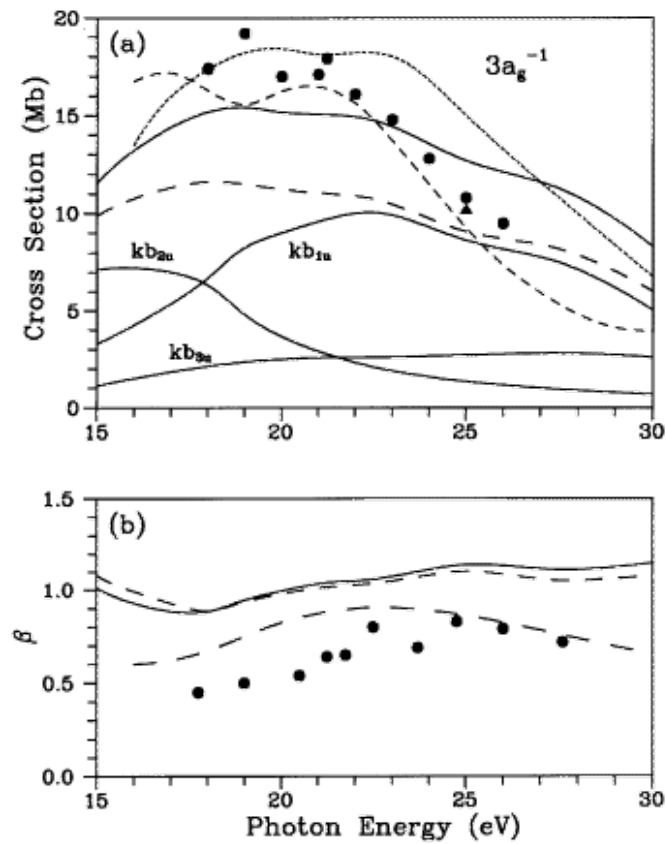 (a)
3a_g^-1
Cross Section (Mb)
20
15
10
5
0
kb_2u
kb_1u
kb_3u
15
20
25
30
(b)
β
1.5
1.0
0.5
0.0
15
20
25
30
Photon Energy (eV)